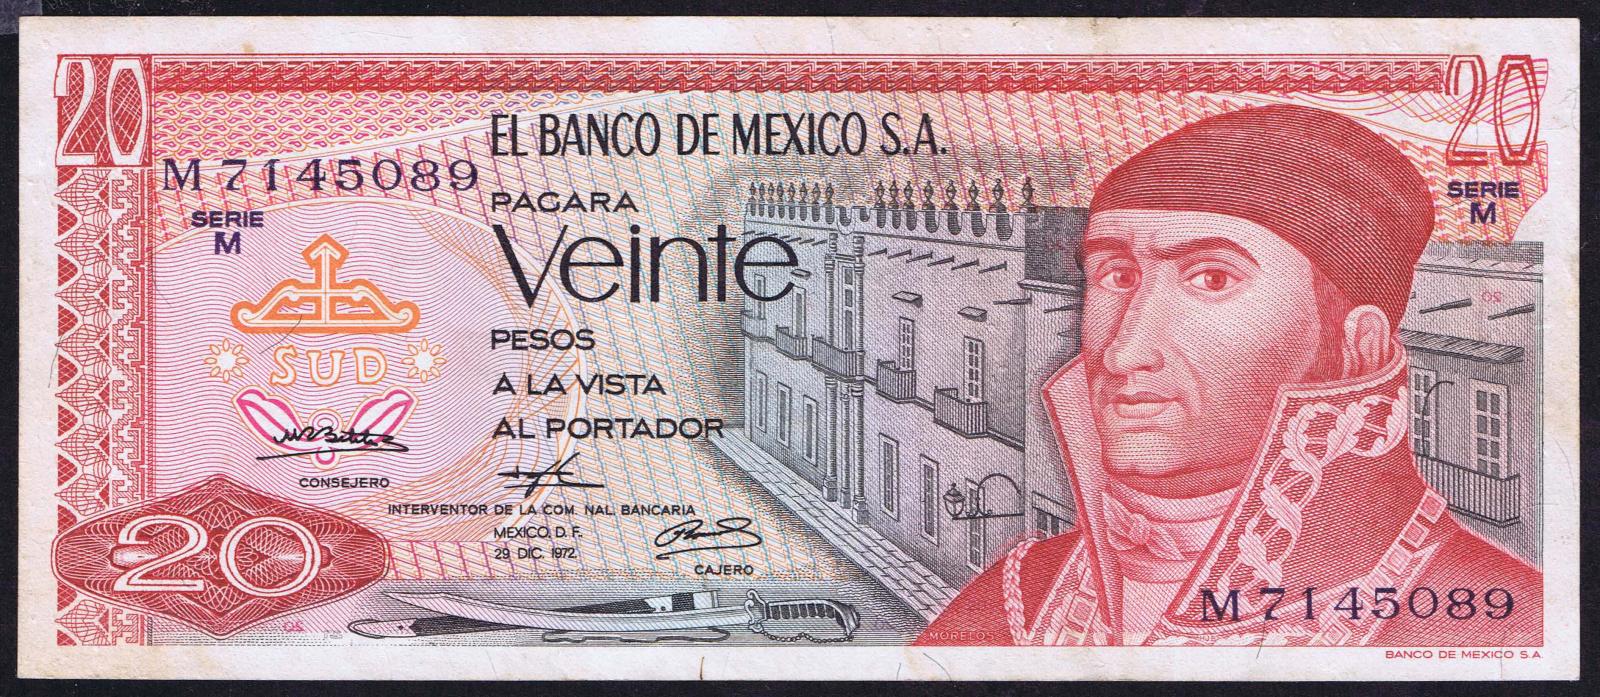 20
20
EL BANCO DE MEXICO S.A.
M 7145089
SERIE
M
SERIE
M
PAGARA
Veinte
PESOS
A LA VISTA
AL PORTADOR
SUD
CONSEJERO
INTERVENTOR DE LA COM. NAL. BANCARIA
MEXICO, D. F.
29 DIC. 1972.
CAJERO
20
M 7145089
MORELOS
BANCO DE MEXICO S.A.